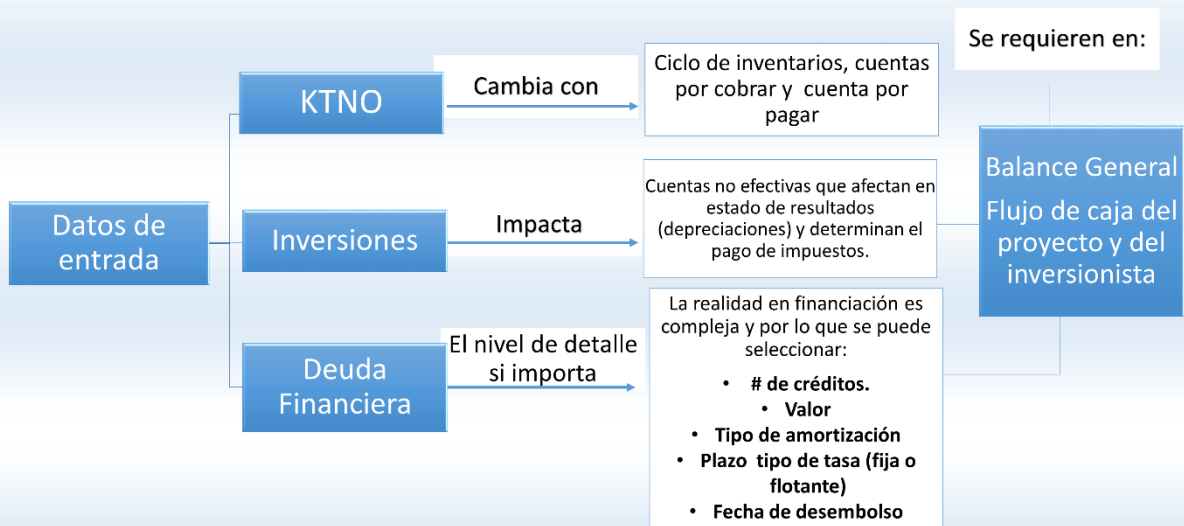 Se requieren en:
KTNO
Cambia con
Ciclo de inventarios, cuentas
por cobrar y cuenta por
pagar
Datos de
entrada
Inversiones
Impacta
Cuentas no efectivas que afectan en
estado de resultados
(depreciaciones) y determinan el
pago de impuestos.
Balance General
Flujo de caja del
proyecto y del
inversionista
Deuda
Financiera
El nivel de detalle
si importa
La realidad en financiación es
compleja y por lo que se puede
seleccionar:
• # de créditos.
• Valor
• Tipo de amortización
• Plazo tipo de tasa (fija o
flotante)
• Fecha de desembolso